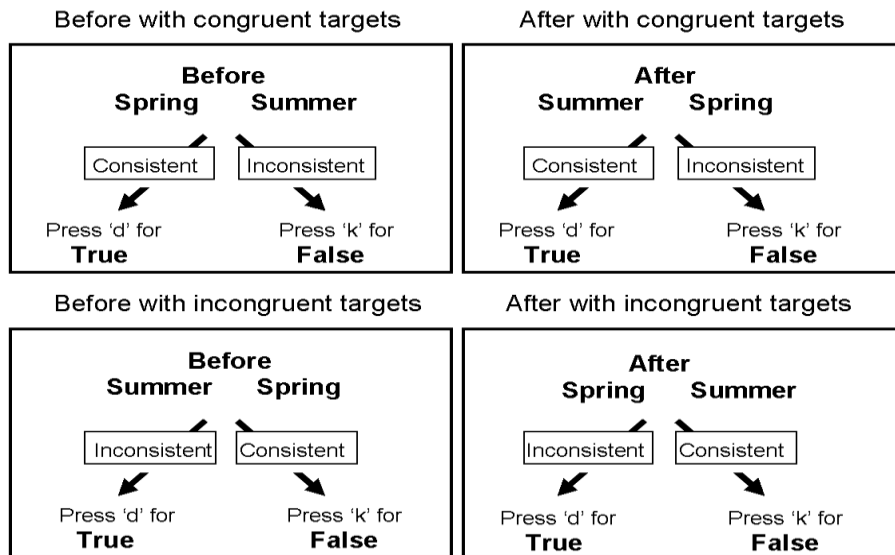 Before with congruent targets
Before
Spring Summer
Consistent Inconsistent
Press ‘d’ for Press ‘k’ for
True False
After with congruent targets
After
Summer Spring
Consistent Inconsistent
Press ‘d’ for Press ‘k’ for
True False
Before with incongruent targets
Before
Summer Spring
Inconsistent Consistent
Press ‘d’ for Press ‘k’ for
True False
After with incongruent targets
After
Spring Summer
Inconsistent Consistent
Press ‘d’ for Press ‘k’ for
True False